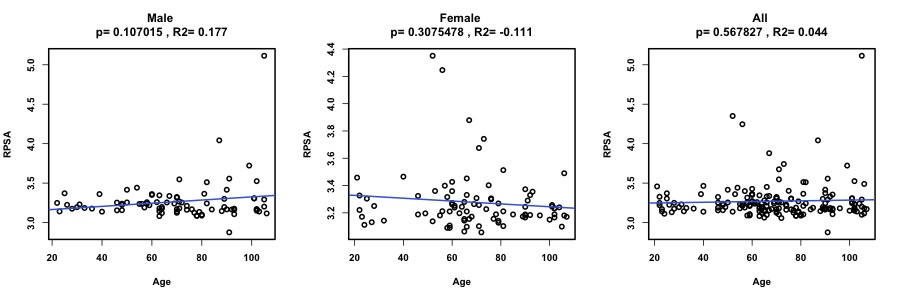 Male
p= 0.107015 , R2= 0.177
RPSA
5.0
4.5
4.0
3.5
3.0
20 40 60 80 100
Age
Female
p= 0.3075478 , R2= -0.111
RPSA
4.4
4.2
4.0
3.8
3.6
3.4
3.2
20 40 60 80 100
Age
All
p= 0.567827 , R2= 0.044
RPSA
5.0
4.5
4.0
3.5
3.0
20 40 60 80 100
Age